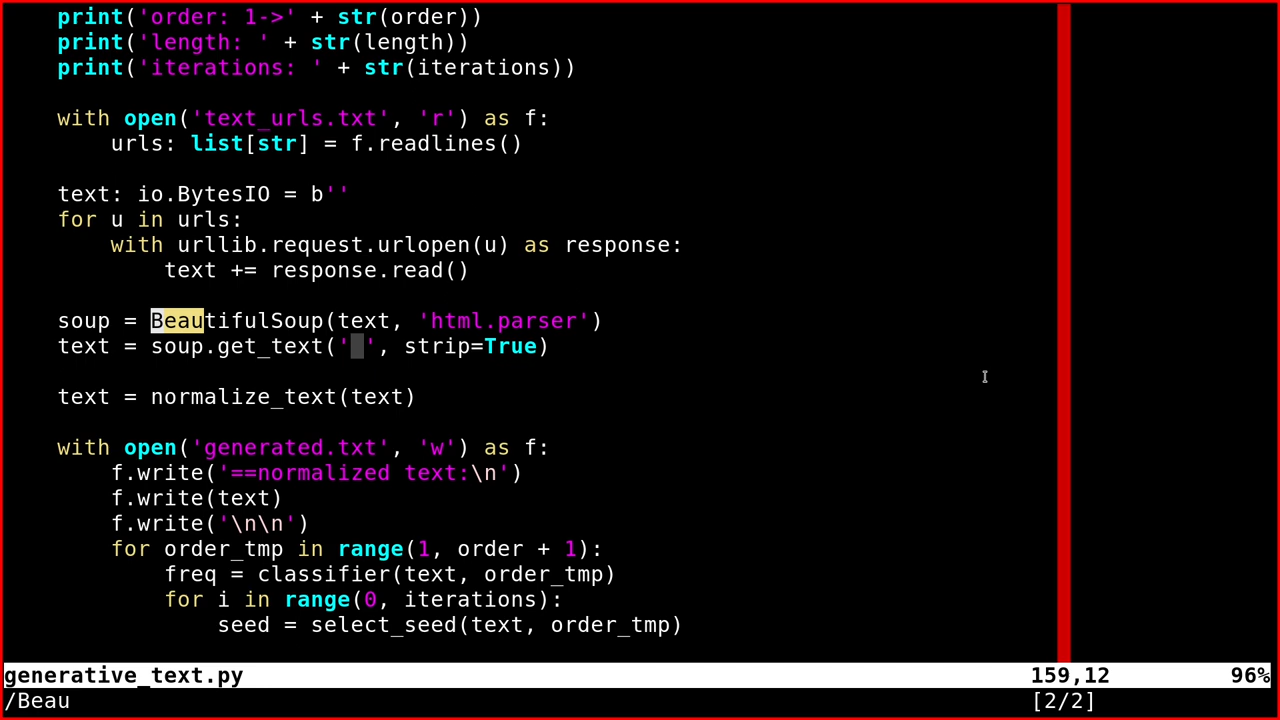 print('order: 1->' + str(order))
    print('length: ' + str(length))
    print('iterations: ' + str(iterations))

    with open('text_urls.txt', 'r') as f:
        urls: list[str] = f.readlines()

    text: io.BytesIO = b''
    for u in urls:
        with urllib.request.urlopen(u) as response:
            text += response.read()

    soup = BeautifulSoup(text, 'html.parser')
    text = soup.get_text(' ', strip=True)

    text = normalize_text(text)

    with open('generated.txt', 'w') as f:
        f.write('==normalized text:\n')
        f.write(text)
        f.write('\n\n')
        for order_tmp in range(1, order + 1):
            freq = classifier(text, order_tmp)
            for i in range(0, iterations):
                seed = select_seed(text, order_tmp)
generative_text.py 159,12 96%
/Beau [2/2]